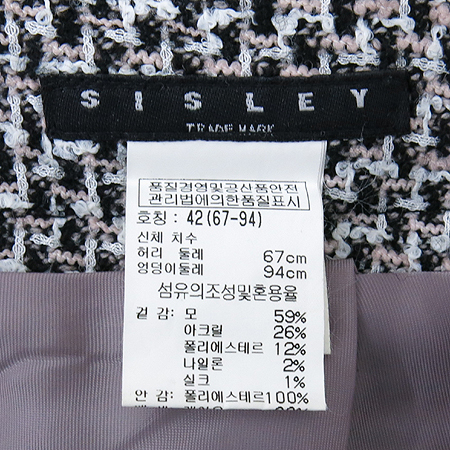 SISLEY
TRADE MARK
품질경영및공산품안전
관리법에의한품질표시
호칭 : 42(67-94)
신체 치수
허리 둘레 67cm
엉덩이둘레 94cm
섬유의조성및혼용율
겉 감: 모 59%
아크릴 26%
폴리에스테르 12%
나일론 2%
실크 1%
안 감: 폴리에스테르100%